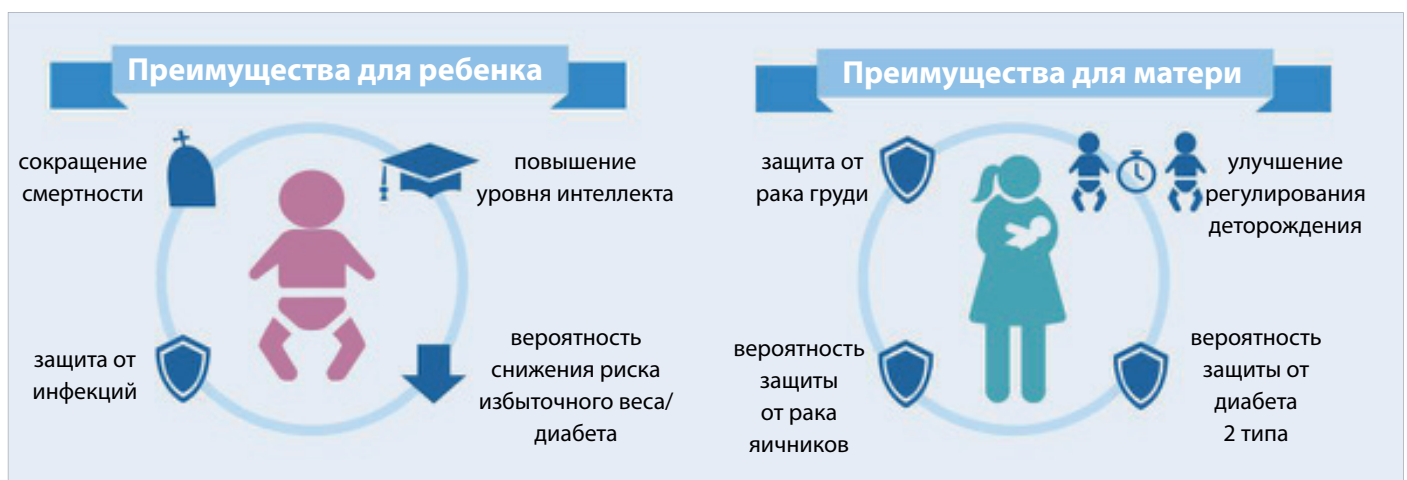 Преимущества для ребенка
сокращение
смертности
повышение
уровня интеллекта
защита от
инфекций
вероятность
снижения риска
избыточного веса/
диабета
Преимущества для матери
защита от
рака груди
улучшение
регулирования
деторождения
вероятность
защиты
от рака
яичников
вероятность
защиты от
диабета
2 типа